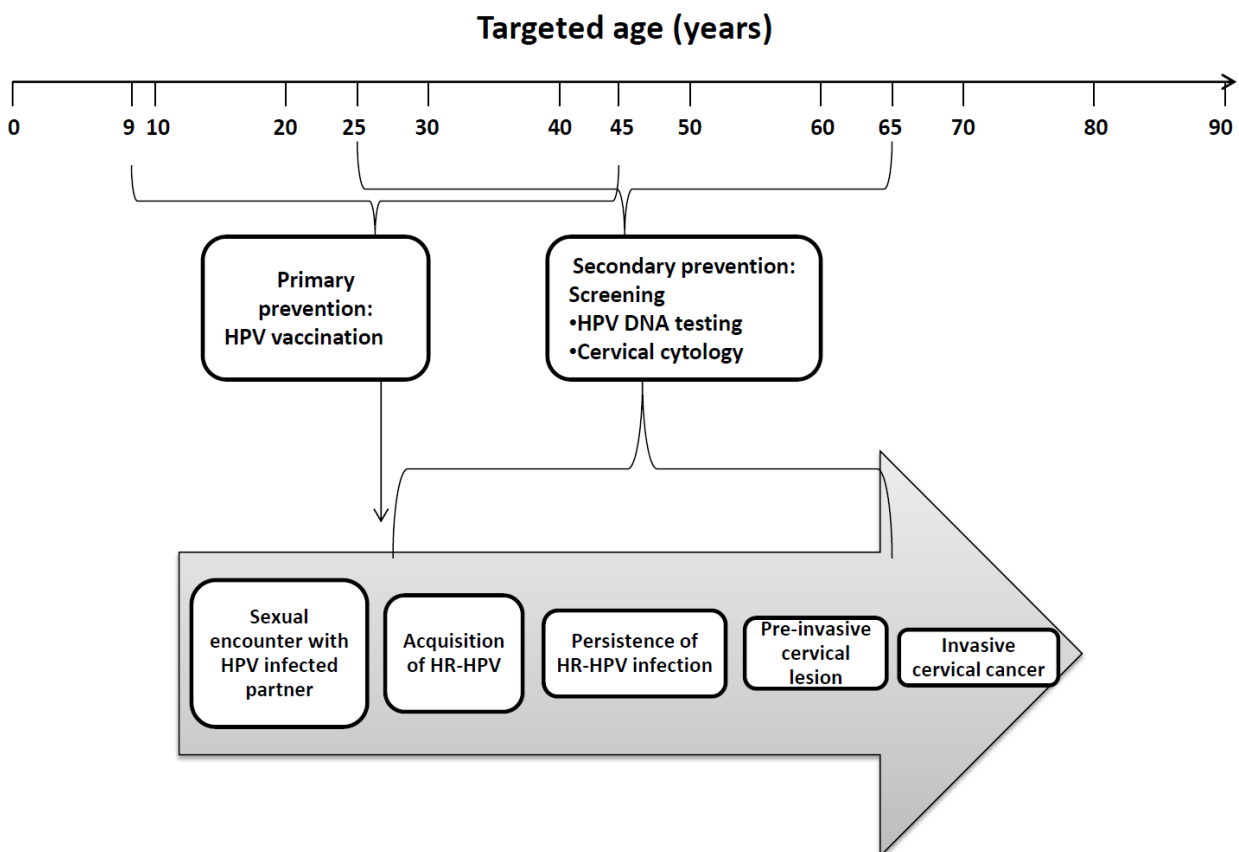 Targeted age (years)
0 9 10 20 25 30 40 45 50 60 65 70 80 90
Primary
prevention:
HPV vaccination
Secondary prevention:
Screening
•HPV DNA testing
•Cervical cytology
Sexual
encounter with
HPV infected
partner
Acquisition
of HR-HPV
Persistence of
HR-HPV infection
Pre-invasive
cervical
lesion
Invasive
cervical cancer